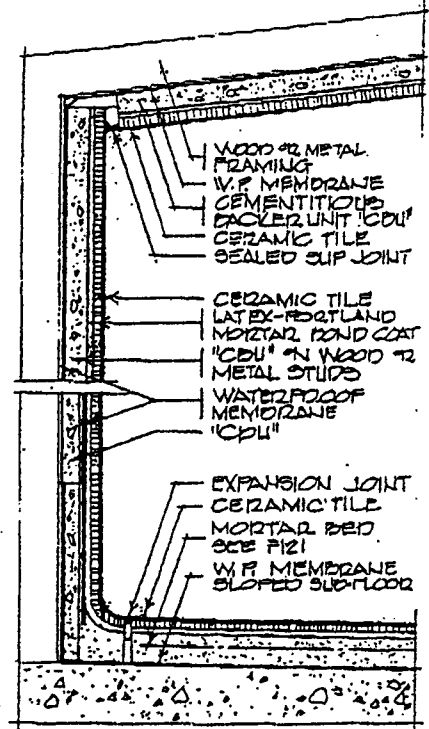 WOOD OR METAL
FRAMING
W.P. MEMBRANE
CEMENTITIOUS
BACKER UNIT "CBU"
CERAMIC TILE
SEALED SLIP JOINT
CERAMIC TILE
LATEX-PORTLAND
MORTAR BOND COAT
"CBU" ON WOOD OR
METAL STUDS
WATERPROOF
MEMBRANE
"CBU"
EXPANSION JOINT
CERAMIC TILE
MORTAR BED
SEE F121
W.P. MEMBRANE
SLOPED SUB-FLOOR